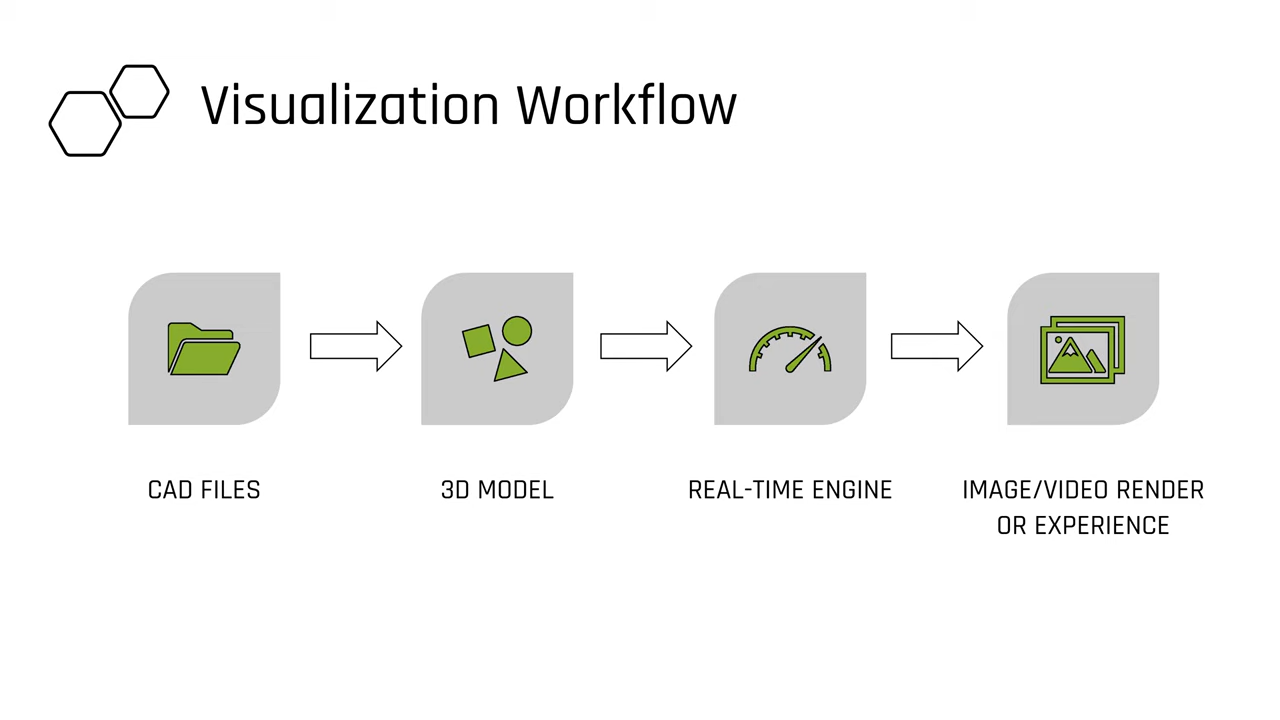 Visualization Workflow
CAD FILES
3D MODEL
REAL-TIME ENGINE
IMAGE/VIDEO RENDER
OR EXPERIENCE